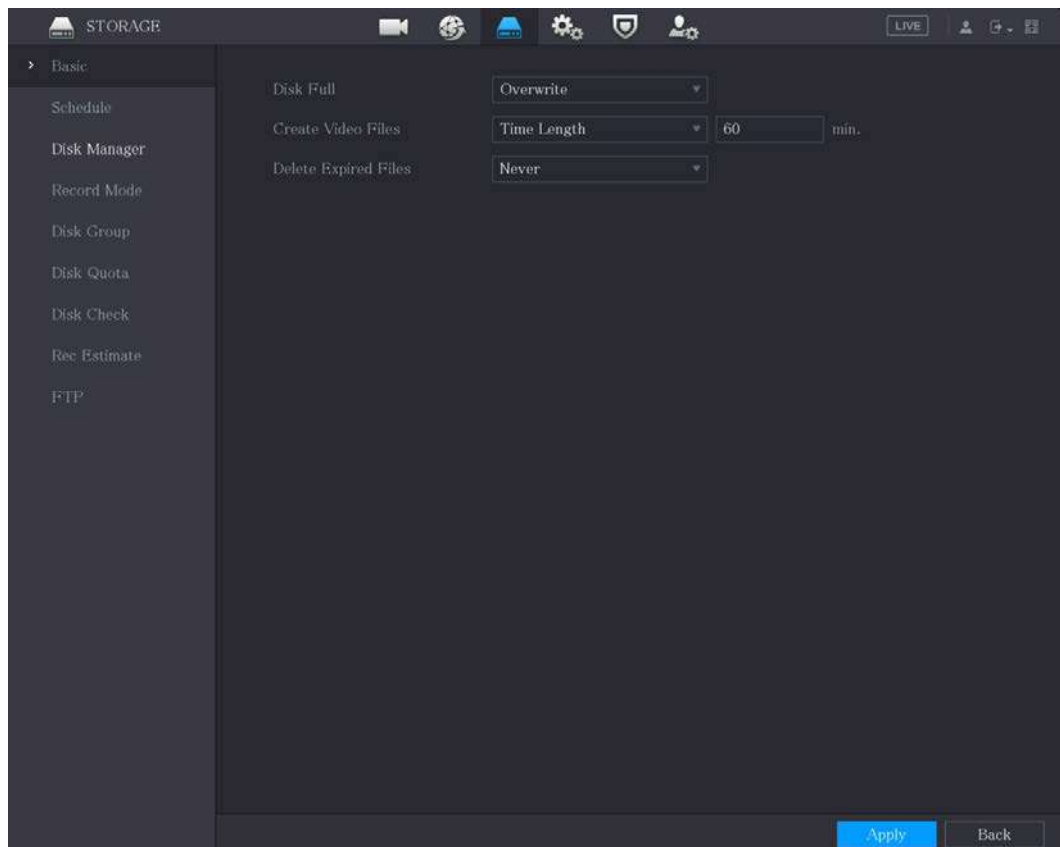 STORAGE
LIVE
Basic
Schedule
Disk Manager
Record Mode
Disk Group
Disk Quota
Disk Check
Rec Estimate
FTP
Disk Full Overwrite
Create Video Files Time Length 60 min.
Delete Expired Files Never
Apply Back